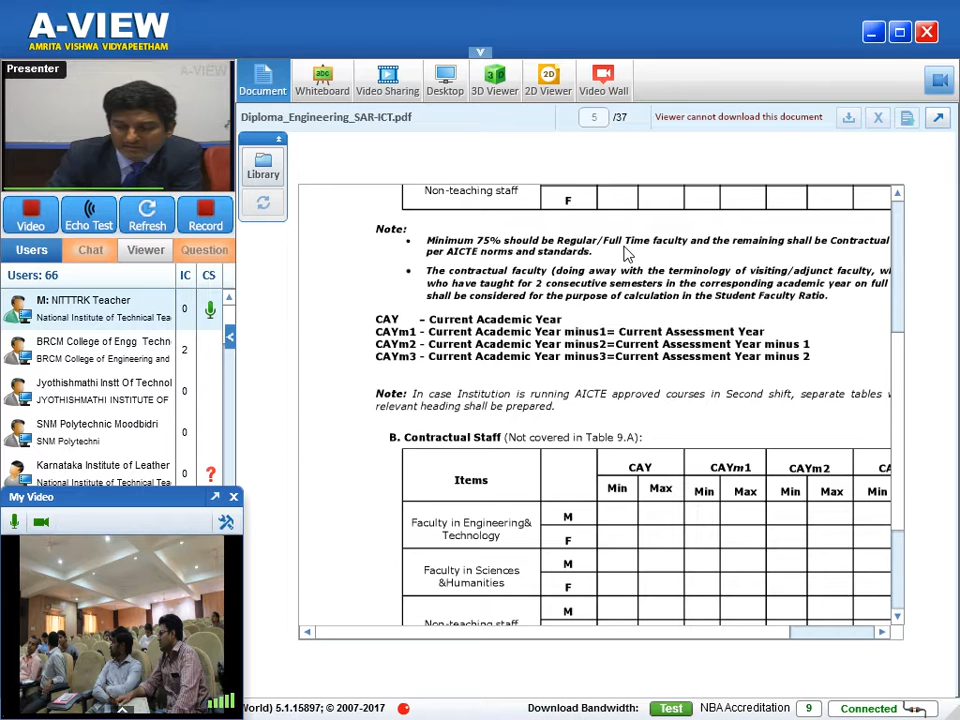 A-VIEW
AMRITA VISHWA VIDYAPEETHAM
Presenter
A-VIEW
Document
Whiteboard
Video Sharing
Desktop
3D Viewer
2D Viewer
Video Wall
Diploma_Engineering_SAR-ICT.pdf
5
/37
Viewer cannot download this document
Library
Video
Echo Test
Refresh
Record
Users
Chat
Viewer
Question
Users: 66
IC
CS
M: NITTTRK Teacher
National Institute of Technical Tea
0
BRCM College of Engg Techn
BRCM College of Engineering and
2
Jyothishmathi Instt Of Technol
JYOTHISHMATHI INSTITUTE OF
0
SNM Polytechnic Moodbidri
SNM Polytechni
0
Karnataka Institute of Leather
National Institute of Technical Tea
0
?
My Video
Non-teaching staff
F
Note:
• Minimum 75% should be Regular/Full Time faculty and the remaining shall be Contractual
per AICTE norms and standards.
• The contractual faculty (doing away with the terminology of visiting/adjunct faculty, wh
who have taught for 2 consecutive semesters in the corresponding academic year on full
shall be considered for the purpose of calculation in the Student Faculty Ratio.
CAY – Current Academic Year
CAYm1 - Current Academic Year minus1= Current Assessment Year
CAYm2 - Current Academic Year minus2=Current Assessment Year minus 1
CAYm3 - Current Academic Year minus3=Current Assessment Year minus 2
Note: In case Institution is running AICTE approved courses in Second shift, separate tables w
relevant heading shall be prepared.
B. Contractual Staff (Not covered in Table 9.A):
Items
CAY
CAYm1
CAYm2
CA
Min
Max
Min
Max
Min
Max
Min
Faculty in Engineering&
Technology
M
F
Faculty in Sciences
&Humanities
M
F
Non-teaching staff
M
World) 5.1.15897; © 2007-2017
Download Bandwidth:
Test
NBA Accreditation
9
Connected